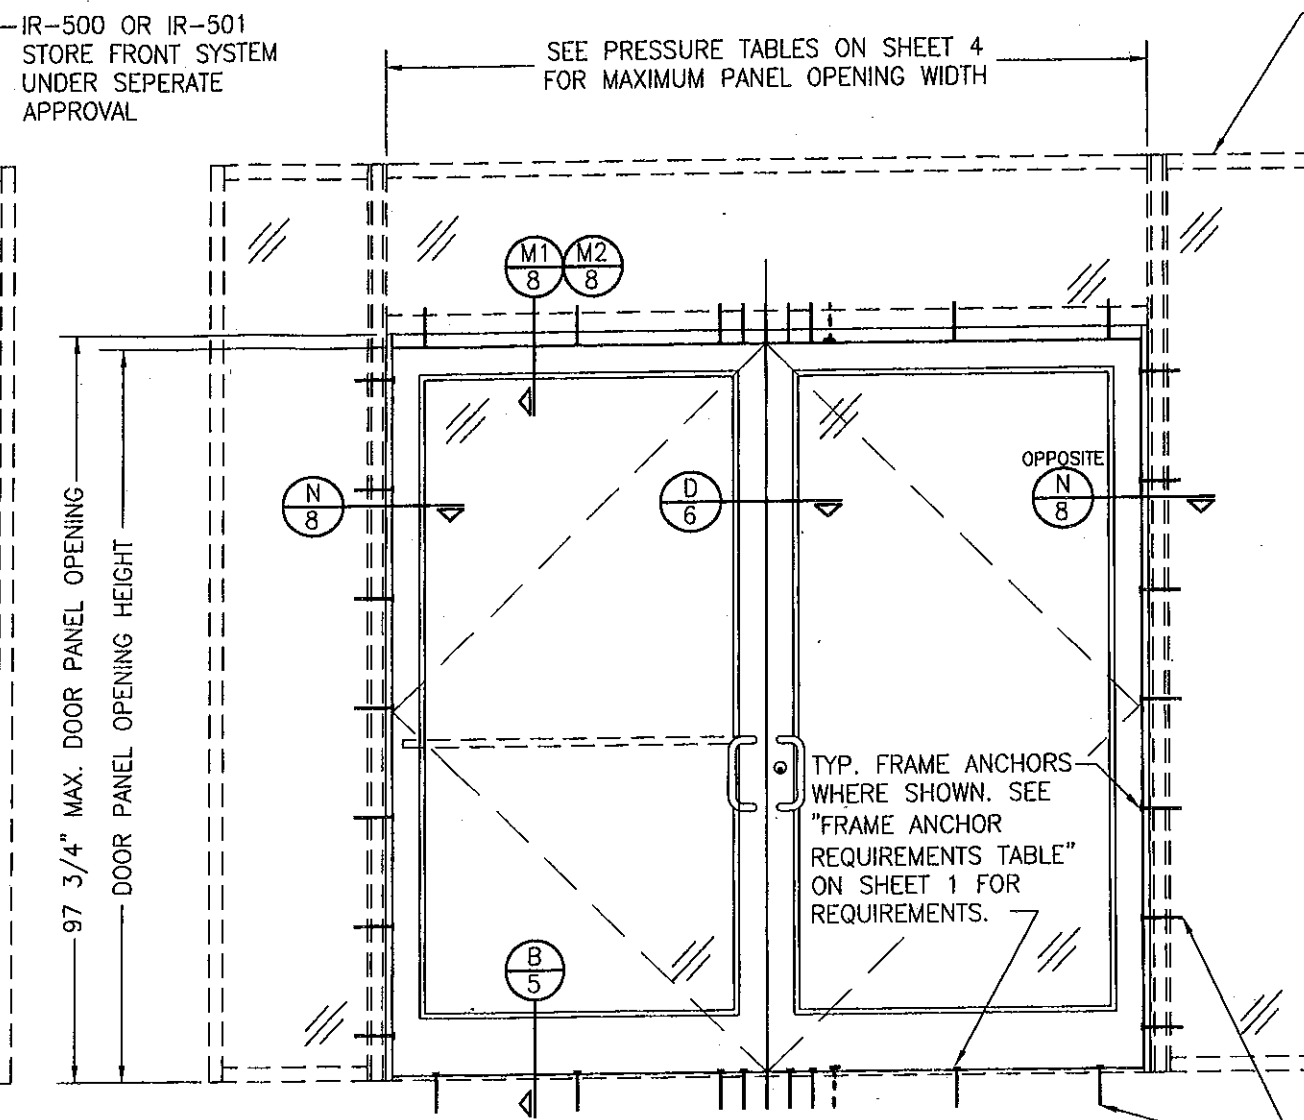 IR-500 OR IR-501
STORE FRONT SYSTEM
UNDER SEPERATE
APPROVAL
SEE PRESSURE TABLES ON SHEET 4
FOR MAXIMUM PANEL OPENING WIDTH
M1
8
M2
8
97 3/4" MAX. DOOR PANEL OPENING
DOOR PANEL OPENING HEIGHT
N
8
D
6
OPPOSITE
N
8
TYP. FRAME ANCHORS
WHERE SHOWN. SEE
"FRAME ANCHOR
REQUIREMENTS TABLE"
ON SHEET 1 FOR
REQUIREMENTS.
B
5